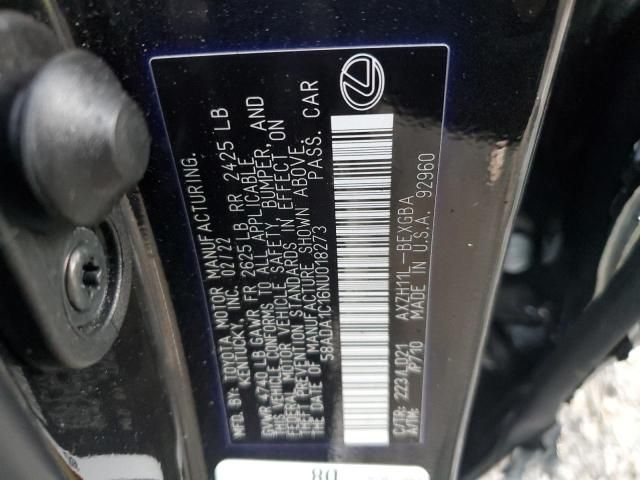 MFD. BY: TOYOTA MOTOR MANUFACTURING.
KENTUCKY, INC. 02/22
GVWR 4740 LB GAWR FR 2625 LB RR 2425 LB
THIS VEHICLE CONFORMS TO ALL APPLICABLE
FEDERAL MOTOR VEHICLE SAFETY, BUMPER, AND
THEFT PREVENTION STANDARDS IN EFFECT ON
THE DATE OF MANUFACTURE SHOWN ABOVE.
58ADA1C16NU018273 PASS. CAR
C/TR: 223 LD21 AXZH11L-BEXGBA
A/TM: P710 MADE IN U.S.A. 92960
08